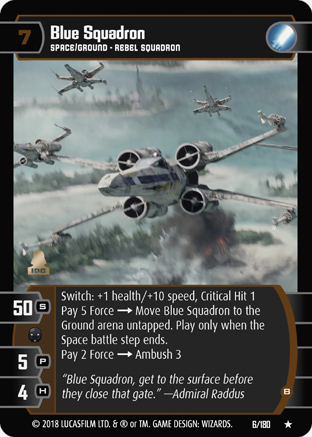 7
Blue Squadron
SPACE/GROUND - REBEL SQUADRON
IDC
50 S
5 P
4 H
Switch: +1 health/+10 speed, Critical Hit 1
Pay 5 Force → Move Blue Squadron to the
Ground arena untapped. Play only when the
Space battle step ends.
Pay 2 Force → Ambush 3
“Blue Squadron, get to the surface before
they close that gate.” —Admiral Raddus
B
© 2018 LUCASFILM LTD. & ® or TM. GAME DESIGN: WIZARDS.
6/180